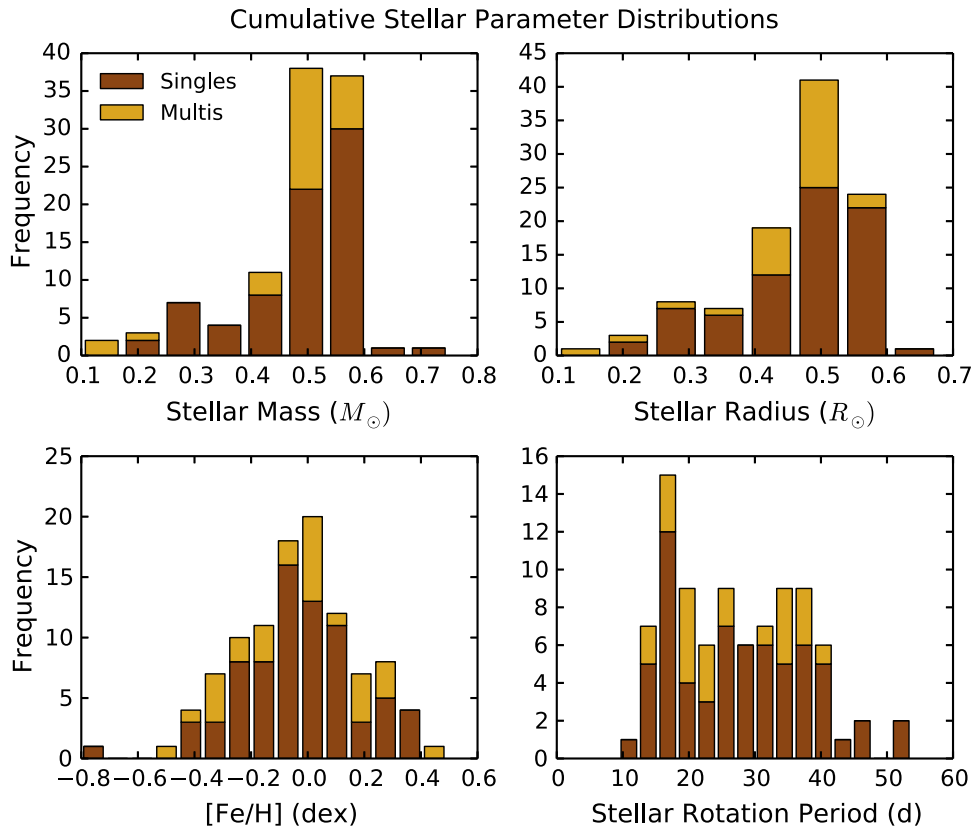 Cumulative Stellar Parameter Distributions
40
35
30
25
20
15
10
5
0
Frequency
Singles
Multis
0.1 0.2 0.3 0.4 0.5 0.6 0.7 0.8
Stellar Mass (M⊙)
45
40
35
30
25
20
15
10
5
0
0.1 0.2 0.3 0.4 0.5 0.6 0.7
Stellar Radius (R⊙)
25
20
15
10
5
0
Frequency
−0.8 −0.6 −0.4 −0.2 0.0 0.2 0.4 0.6
[Fe/H] (dex)
16
14
12
10
8
6
4
2
0
0 10 20 30 40 50 60
Stellar Rotation Period (d)